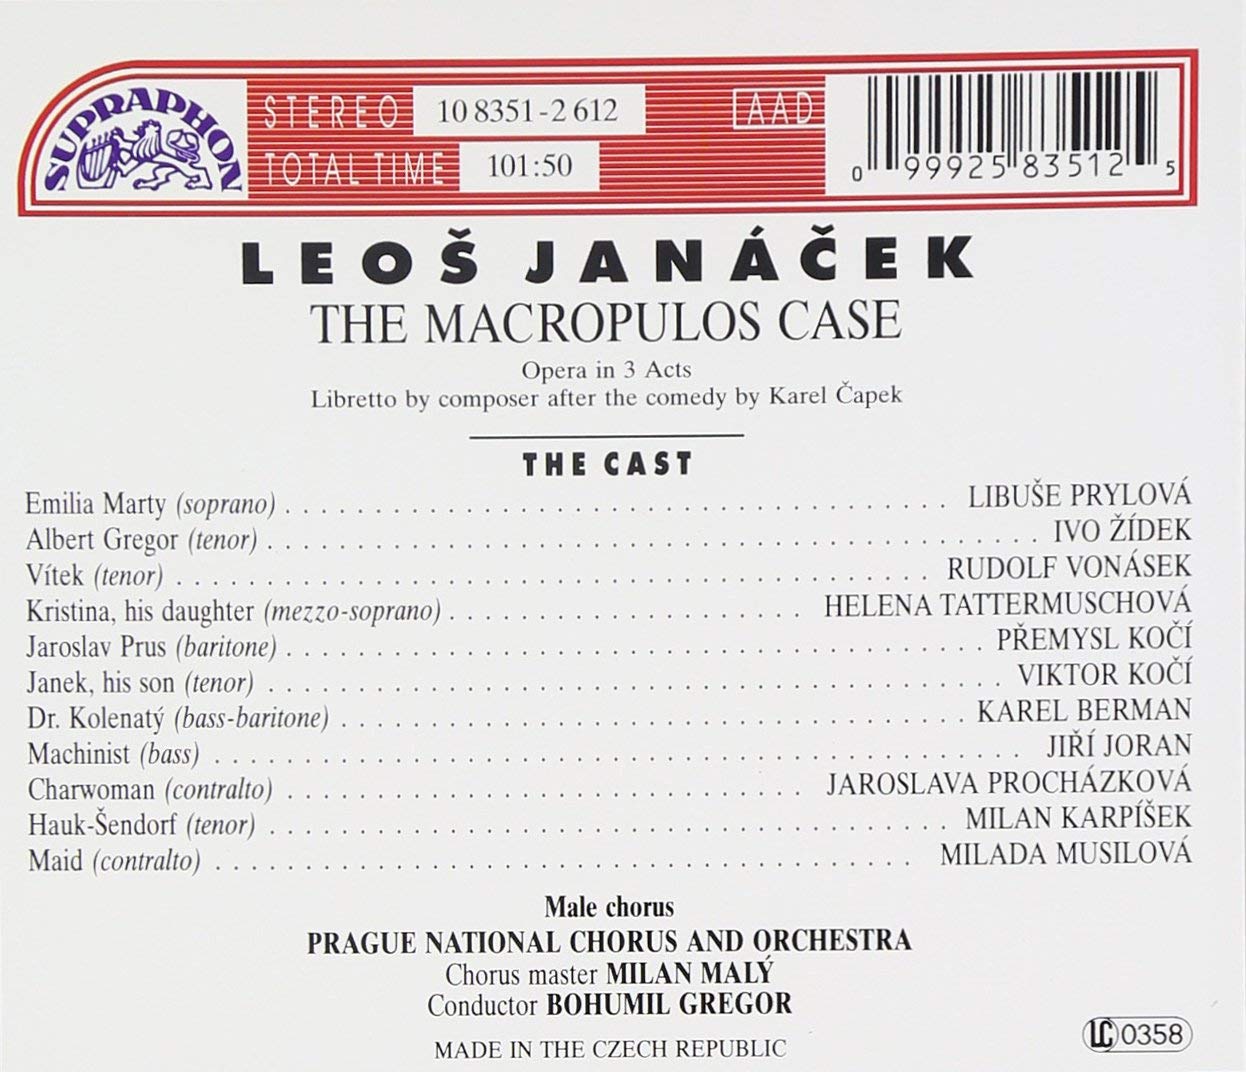 SUPRAPHON
STEREO 10 8351-2 612 AAD
TOTAL TIME 101:50
0 99925 83512 5
LEOŠ JANÁČEK
THE MACROPULOS CASE
Opera in 3 Acts
Libretto by composer after the comedy by Karel Čapek
THE CAST
Emilia Marty (soprano) . . . . . . . . . . . . . . . . . . . . LIBUŠE PRYLOVÁ
Albert Gregor (tenor) . . . . . . . . . . . . . . . . . . . . IVO ŽÍDEK
Vítek (tenor) . . . . . . . . . . . . . . . . . . . . RUDOLF VONÁSEK
Kristina, his daughter (mezzo-soprano) . . . . . . . . . . . . . . . . . . . . HELENA TATTERMUSCHOVÁ
Jaroslav Prus (baritone) . . . . . . . . . . . . . . . . . . . . PŘEMYSL KOČÍ
Janek, his son (tenor) . . . . . . . . . . . . . . . . . . . . VIKTOR KOČÍ
Dr. Kolenatý (bass-baritone) . . . . . . . . . . . . . . . . . . . . KAREL BERMAN
Machinist (bass) . . . . . . . . . . . . . . . . . . . . JIŘÍ JORAN
Charwoman (contralto) . . . . . . . . . . . . . . . . . . . . JAROSLAVA PROCHÁZKOVÁ
Hauk-Šendorf (tenor) . . . . . . . . . . . . . . . . . . . . MILAN KARPÍŠEK
Maid (contralto) . . . . . . . . . . . . . . . . . . . . MILADA MUSILOVÁ
Male chorus
PRAGUE NATIONAL CHORUS AND ORCHESTRA
Chorus master MILAN MALÝ
Conductor BOHUMIL GREGOR
MADE IN THE CZECH REPUBLIC
LC 0358